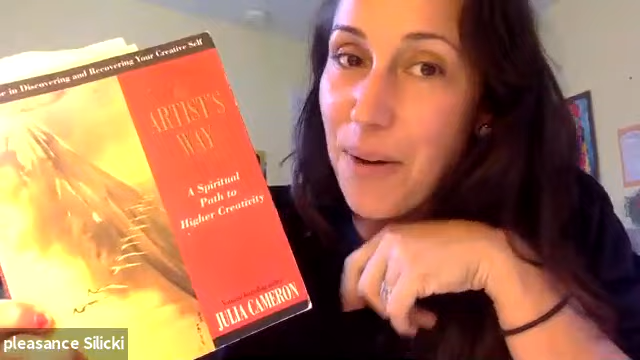 in Discovering and Recovering Your Creative Self
ARTIST'S
WAY
A Spiritual
Path to
Higher Creativity
JULIA CAMERON
pleasance Silicki